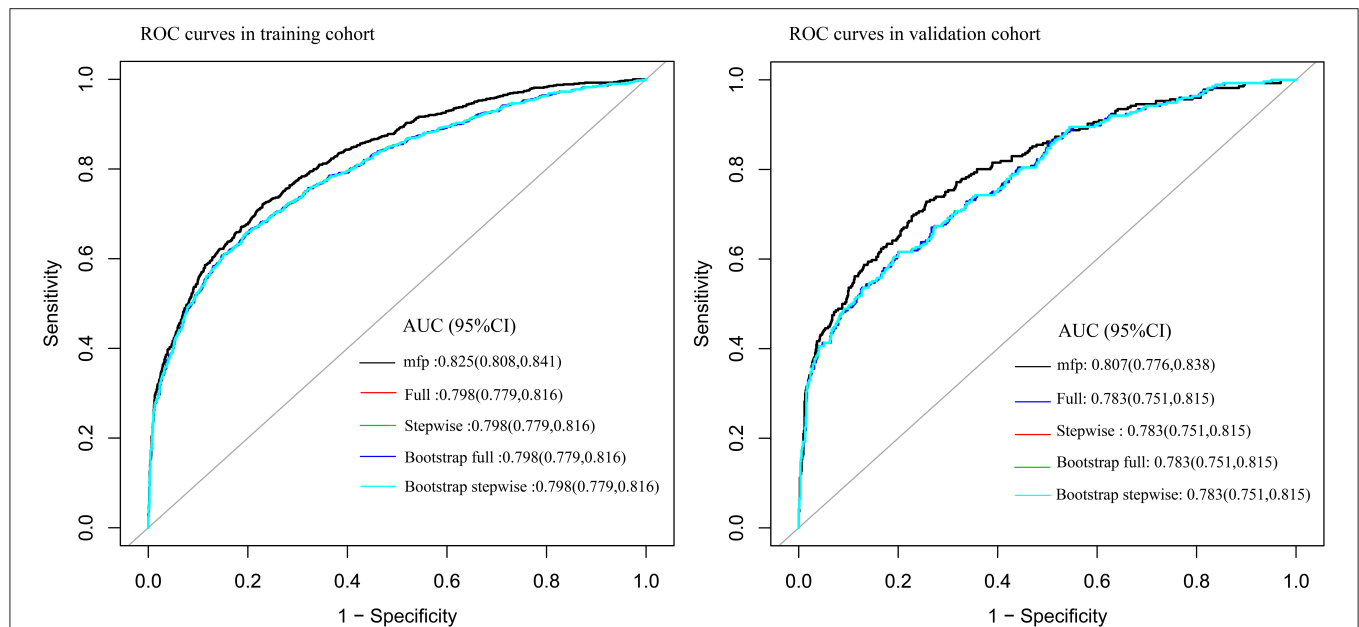 ROC curves in training cohort
1.0
0.8
0.6
0.4
0.2
0.0
Sensitivity
AUC (95%CI)
mfp :0.825(0.808,0.841)
Full :0.798(0.779,0.816)
Stepwise :0.798(0.779,0.816)
Bootstrap full :0.798(0.779,0.816)
Bootstrap stepwise :0.798(0.779,0.816)
0.0 0.2 0.4 0.6 0.8 1.0
1 − Specificity
ROC curves in validation cohort
1.0
0.8
0.6
0.4
0.2
0.0
Sensitivity
AUC (95%CI)
mfp: 0.807(0.776,0.838)
Full: 0.783(0.751,0.815)
Stepwise : 0.783(0.751,0.815)
Bootstrap full: 0.783(0.751,0.815)
Bootstrap stepwise: 0.783(0.751,0.815)
0.0 0.2 0.4 0.6 0.8 1.0
1 − Specificity